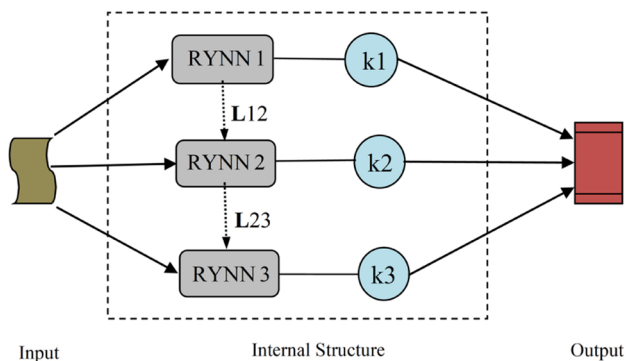 RYNN 1
k1
L12
RYNN 2
k2
L23
RYNN 3
k3
Input
Internal Structure
Output